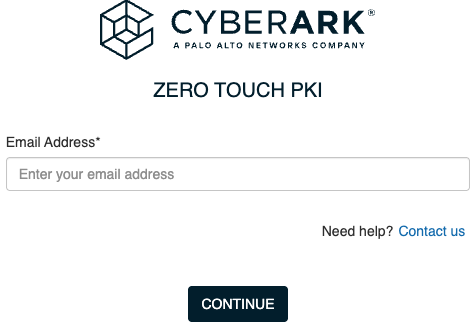 CYBERARK®
A PALO ALTO NETWORKS COMPANY
ZERO TOUCH PKI
Email Address*
Enter your email address
Need help? Contact us
CONTINUE